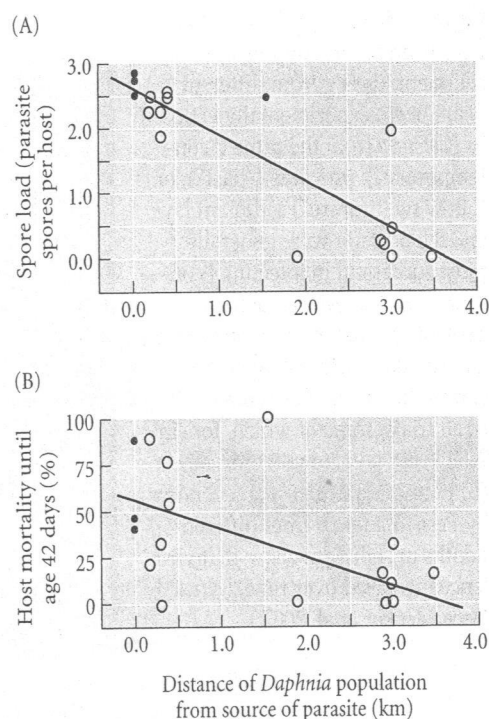 (A)
Spore load (parasite
spores per host)
3.0
2.0
1.0
0.0
0.0 1.0 2.0 3.0 4.0
(B)
Host mortality until
age 42 days (%)
100
75
50
25
0
0.0 1.0 2.0 3.0 4.0
Distance of Daphnia population
from source of parasite (km)